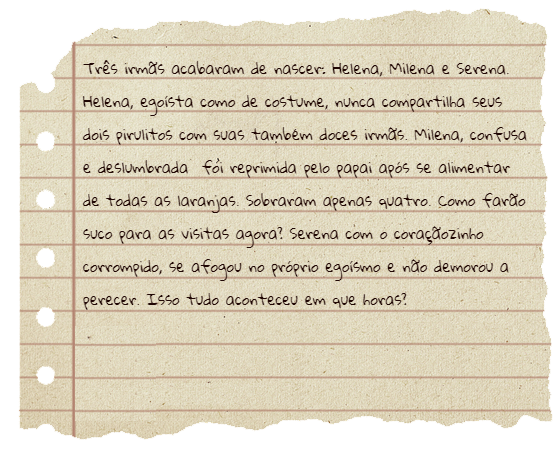 Três irmãs acabaram de nascer: Helena, Milena e Serena.
Helena, egoísta como de costume, nunca compartilha seus
dois pirulitos com suas também doces irmãs. Milena, confusa
e deslumbrada fói reprimida pelo papai após se alimentar
de todas as laranjas. Sobraram apenas quatro. Como farão
suco para as visitas agora? Serena com o coraçãozinho
corrompido, se afogou no próprio egoísmo e não demorou a
perecer. Isso tudo aconteceu em que horas?